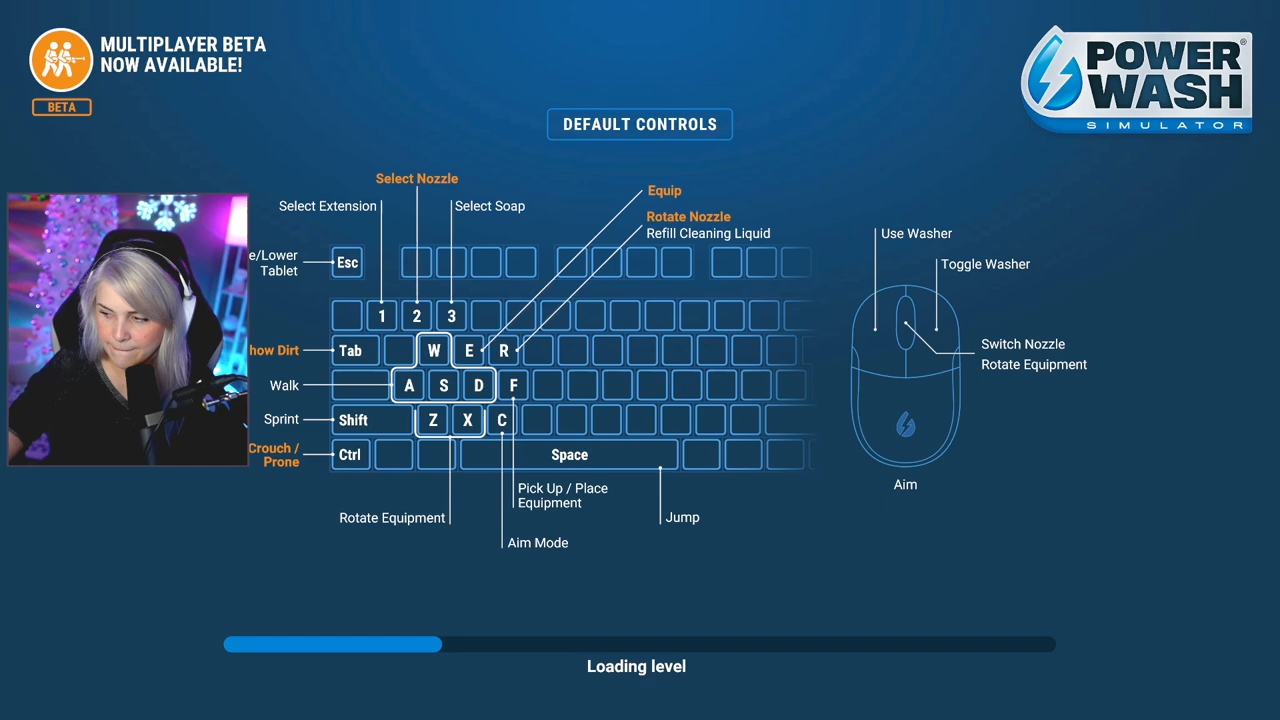 MULTIPLAYER BETA
NOW AVAILABLE!
BETA
POWER
WASH
SIMULATOR
DEFAULT CONTROLS
Select Nozzle
Select Extension
Select Soap
Equip
Rotate Nozzle
Refill Cleaning Liquid
e/Lower
Tablet
Esc
1 2 3
how Dirt
Tab W E R
Walk
A S D F
Sprint
Shift Z X C
Crouch /
Prone
Ctrl Space
Pick Up / Place
Equipment
Rotate Equipment
Jump
Aim Mode
Use Washer
Toggle Washer
Switch Nozzle
Rotate Equipment
Aim
Loading level